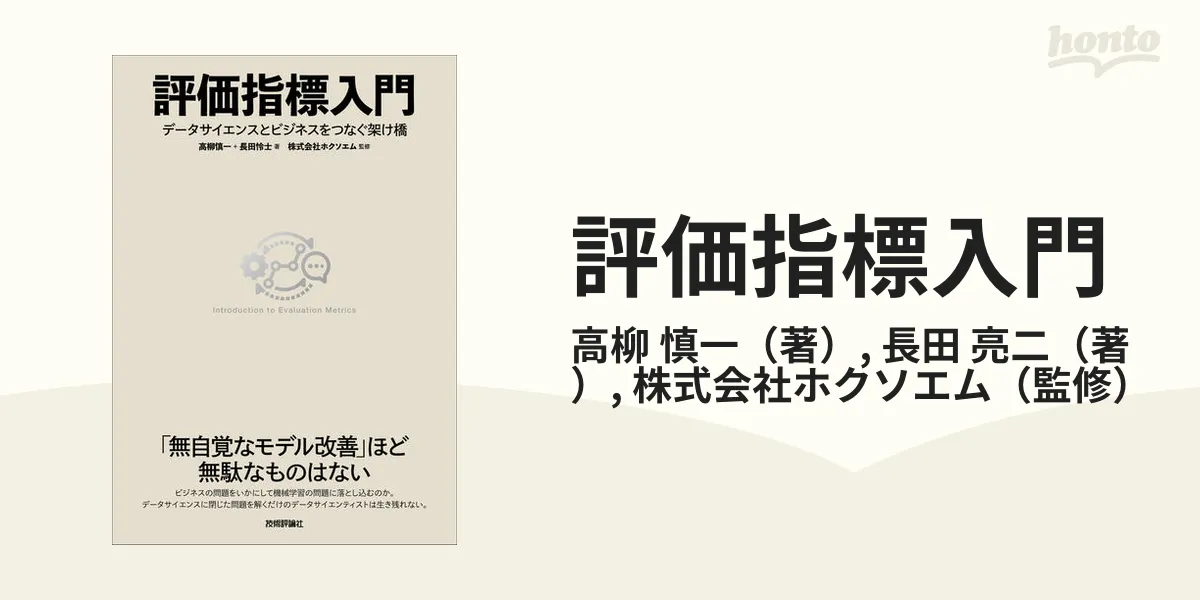 評価指標入門
データサイエンスとビジネスをつなぐ架け橋
高柳慎一+長田怜士 著 株式会社ホクソエム 監修
Introduction to Evaluation Metrics
「無自覚なモデル改善」ほど
無駄なものはない
ビジネスの問題をいかにして機械学習の問題に落とし込むのか。
データサイエンスに閉じた問題を解くだけのデータサイエンティストは生き残れない。
技術評論社
honto
評価指標入門
高柳 慎一（著）, 長田 亮二（著
）, 株式会社ホクソエム（監修）